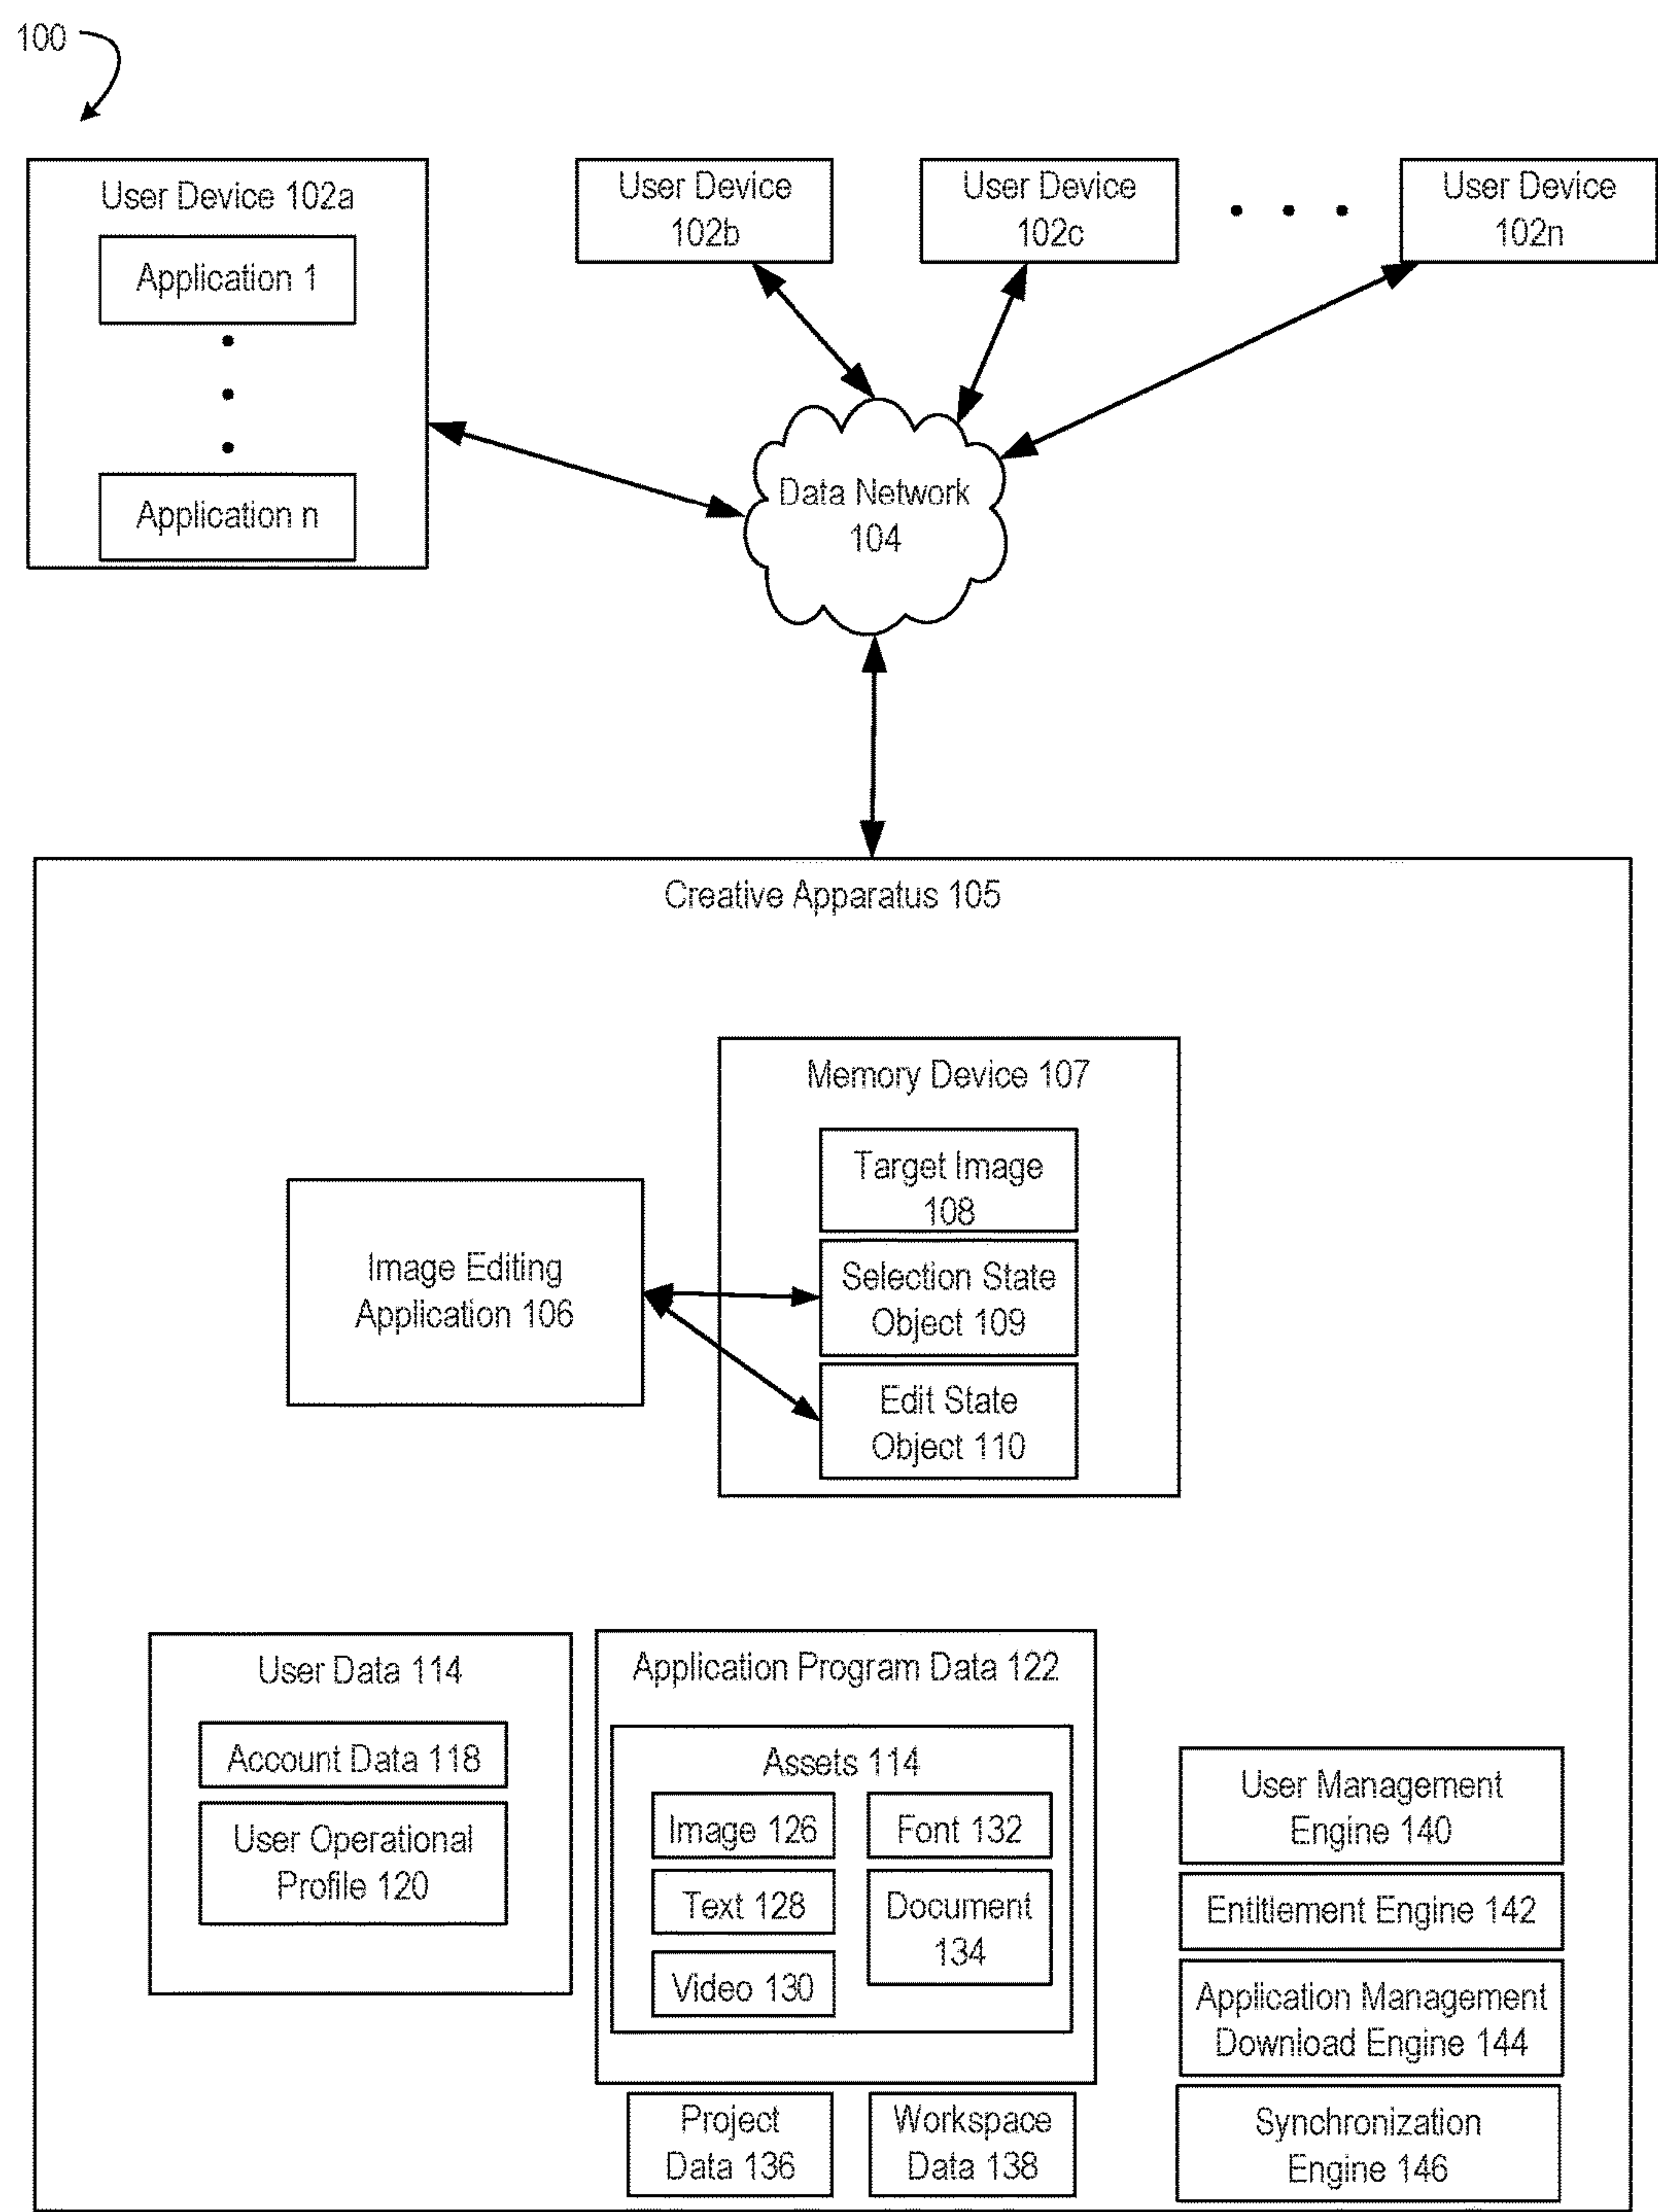 100
User Device 102a
Application 1
Application n
User Device
102b
User Device
102c
User Device
102n
Data Network
104
Creative Apparatus 105
Memory Device 107
Target Image
108
Selection State
Object 109
Edit State
Object 110
Image Editing
Application 106
User Data 114
Account Data 118
User Operational
Profile 120
Application Program Data 122
Assets 114
Image 126
Text 128
Video 130
Font 132
Document
134
Project
Data 136
Workspace
Data 138
User Management
Engine 140
Entitlement Engine 142
Application Management
Download Engine 144
Synchronization
Engine 146